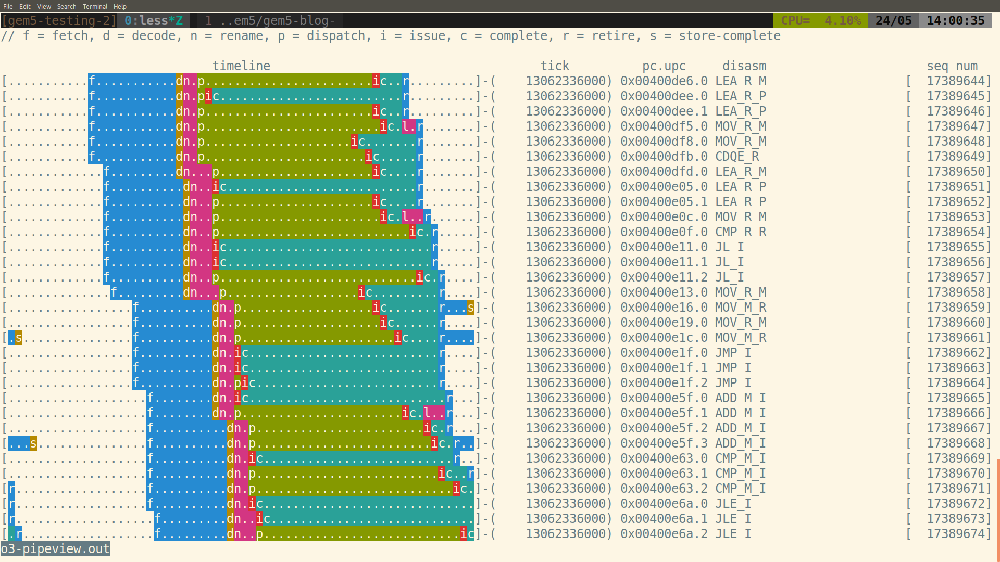 File Edit View Search Terminal Help
[gem5-testing-2] 0:less*Z 1 ..em5/gem5-blog- CPU= 4.10% 24/05 14:00:35
// f = fetch, d = decode, n = rename, p = dispatch, i = issue, c = complete, r = retire, s = store-complete
timeline tick pc.upc disasm seq_num
[...........f...........dn.p.......................ic..r.........]-( 13062336000) 0x00400de6.0 LEA_R_M [ 17389644]
[...........f...........dn.pic.........................r.........]-( 13062336000) 0x00400dee.0 LEA_R_P [ 17389645]
[...........f...........dn.p.......................ic..r.........]-( 13062336000) 0x00400dee.1 LEA_R_P [ 17389646]
[...........f...........dn.p........................ic.l.r.......]-( 13062336000) 0x00400df5.0 MOV_R_M [ 17389647]
[...........f...........dn.p....................ic.......r.......]-( 13062336000) 0x00400df8.0 MOV_R_M [ 17389648]
[...........f...........dn.p......................ic.....r.......]-( 13062336000) 0x00400dfb.0 CDQE_R [ 17389649]
[.............f.........dn...p.....................ic....r.......]-( 13062336000) 0x00400dfd.0 LEA_R_M [ 17389650]
[.............f..........dn..ic..........................r.......]-( 13062336000) 0x00400e05.0 LEA_R_P [ 17389651]
[.............f..........dn..p.....................ic....r.......]-( 13062336000) 0x00400e05.1 LEA_R_P [ 17389652]
[.............f..........dn..p......................ic.l..r......]-( 13062336000) 0x00400e0c.0 MOV_R_M [ 17389653]
[.............f..........dn..p..........................ic.r.....]-( 13062336000) 0x00400e0f.0 CMP_R_R [ 17389654]
[.............f..........dn..ic............................r.....]-( 13062336000) 0x00400e11.0 JL_I [ 17389655]
[.............f..........dn..ic............................r.....]-( 13062336000) 0x00400e11.1 JL_I [ 17389656]
[.............f..........dn..p...........................ic.r....]-( 13062336000) 0x00400e11.2 JL_I [ 17389657]
[..............f.........dn...p..................ic.........r....]-( 13062336000) 0x00400e13.0 MOV_R_M [ 17389658]
[.................f..........dn.p..................ic.......r...s]-( 13062336000) 0x00400e16.0 MOV_M_R [ 17389659]
[.................f..........dn.p...................ic......r....]-( 13062336000) 0x00400e19.0 MOV_R_M [ 17389660]
[.s...............f..........dn.p.....................ic....r....]-( 13062336000) 0x00400e1c.0 MOV_M_R [ 17389661]
[.................f..........dn.ic..........................r....]-( 13062336000) 0x00400e1f.0 JMP_I [ 17389662]
[.................f..........dn.ic..........................r....]-( 13062336000) 0x00400e1f.1 JMP_I [ 17389663]
[.................f..........dn.pic.........................r....]-( 13062336000) 0x00400e1f.2 JMP_I [ 17389664]
[...................f........dn.ic...........................r...]-( 13062336000) 0x00400e5f.0 ADD_M_I [ 17389665]
[...................f........dn.p......................ic.l..r...]-( 13062336000) 0x00400e5f.1 ADD_M_I [ 17389666]
[...................f..........dn.p.......................ic.r...]-( 13062336000) 0x00400e5f.2 ADD_M_I [ 17389667]
[...s...............f..........dn.p........................ic.r..]-( 13062336000) 0x00400e5f.3 ADD_M_I [ 17389668]
[...................f..........dn.ic..........................r..]-( 13062336000) 0x00400e63.0 CMP_M_I [ 17389669]
[...................f..........dn.p.........................ic..r]-( 13062336000) 0x00400e63.1 CMP_M_I [ 17389670]
[r..................f..........dn.p...........................ic.]-( 13062336000) 0x00400e63.2 CMP_M_I [ 17389671]
[r..................f..........dn.ic.............................]-( 13062336000) 0x00400e6a.0 JLE_I [ 17389672]
[r...................f.........dn..ic............................]-( 13062336000) 0x00400e6a.1 JLE_I [ 17389673]
[.r..................f.........dn..p...........................ic]-( 13062336000) 0x00400e6a.2 JLE_I [ 17389674]
o3-pipeview.out